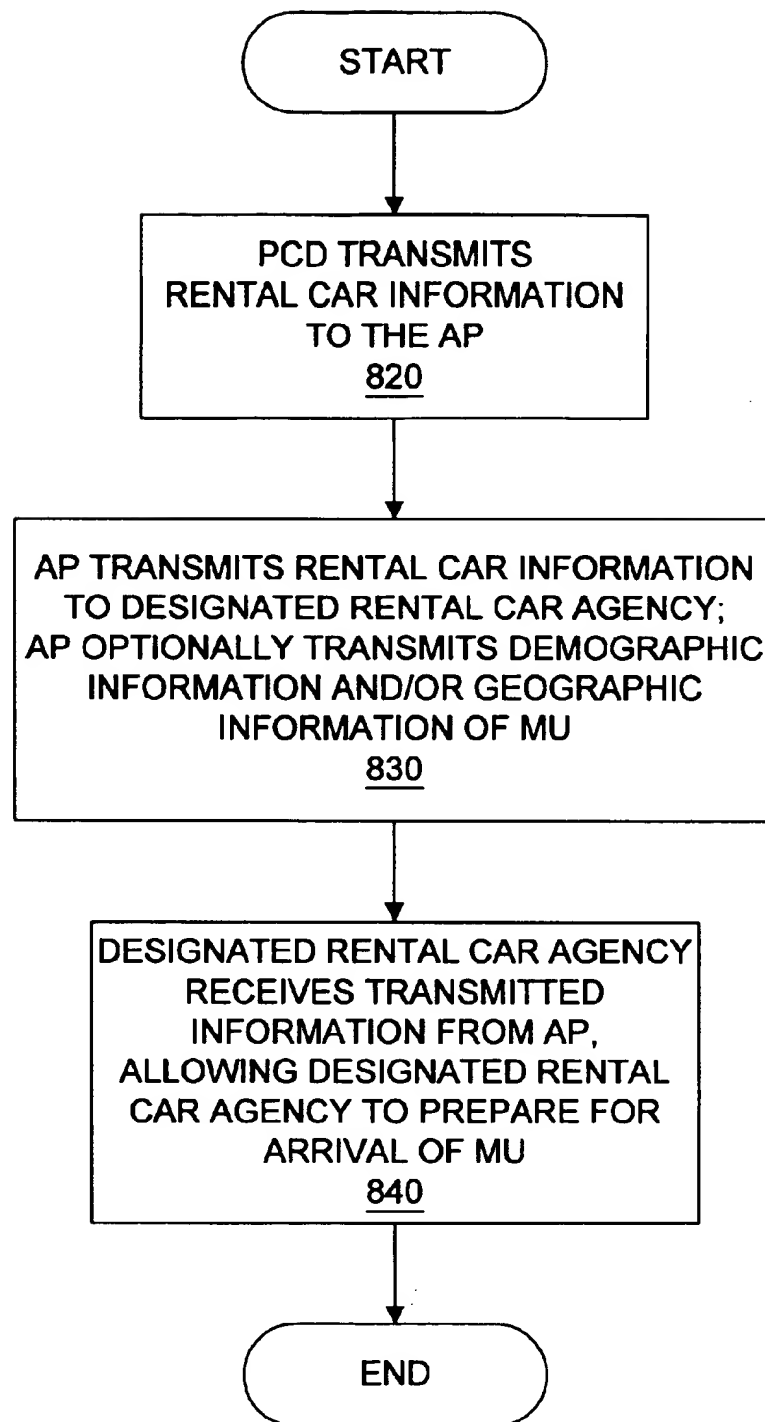 START
PCD TRANSMITS
RENTAL CAR INFORMATION
TO THE AP
820
AP TRANSMITS RENTAL CAR INFORMATION
TO DESIGNATED RENTAL CAR AGENCY;
AP OPTIONALLY TRANSMITS DEMOGRAPHIC
INFORMATION AND/OR GEOGRAPHIC
INFORMATION OF MU
830
DESIGNATED RENTAL CAR AGENCY
RECEIVES TRANSMITTED
INFORMATION FROM AP,
ALLOWING DESIGNATED RENTAL
CAR AGENCY TO PREPARE FOR
ARRIVAL OF MU
840
END